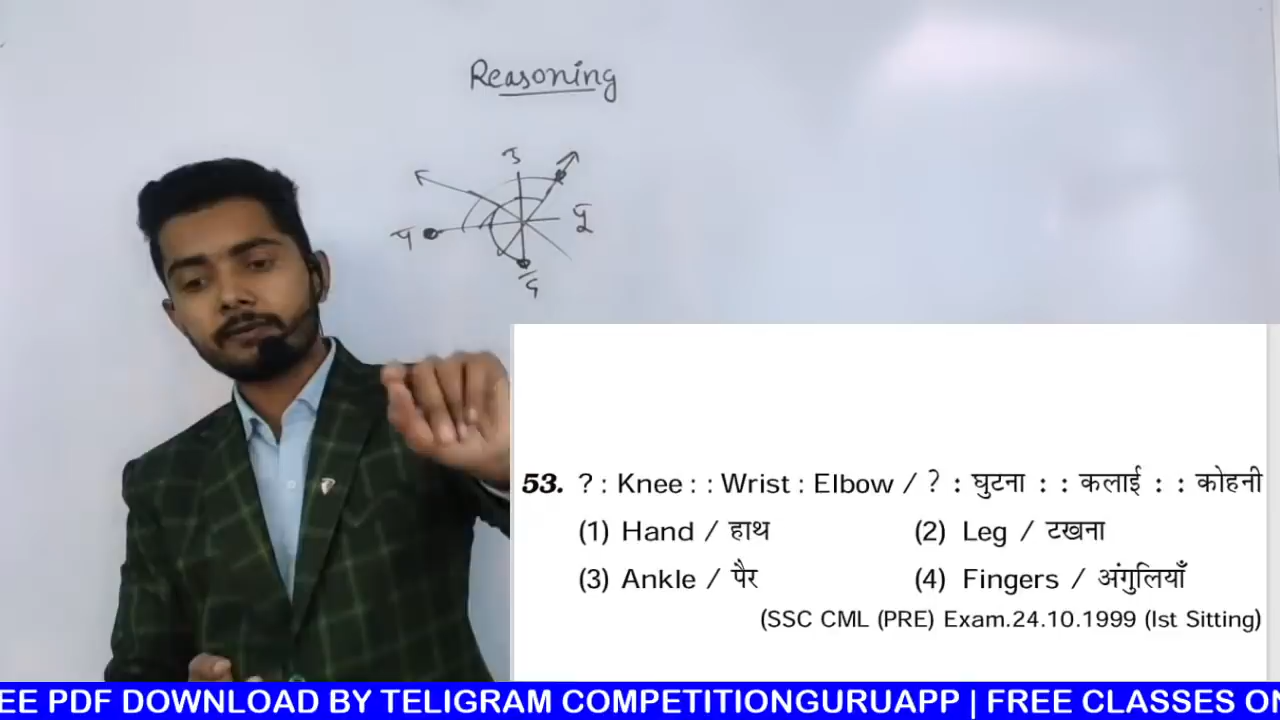 Reasoning
उ
पू
प
द
53. ? : Knee : : Wrist : Elbow / ? : घुटना : : कलाई : : कोहनी
(1) Hand / हाथ (2) Leg / टखना
(3) Ankle / पैर (4) Fingers / अंगुलियाँ
(SSC CML (PRE) Exam.24.10.1999 (Ist Sitting)
EE PDF DOWNLOAD BY TELIGRAM COMPETITIONGURUAPP | FREE CLASSES ON